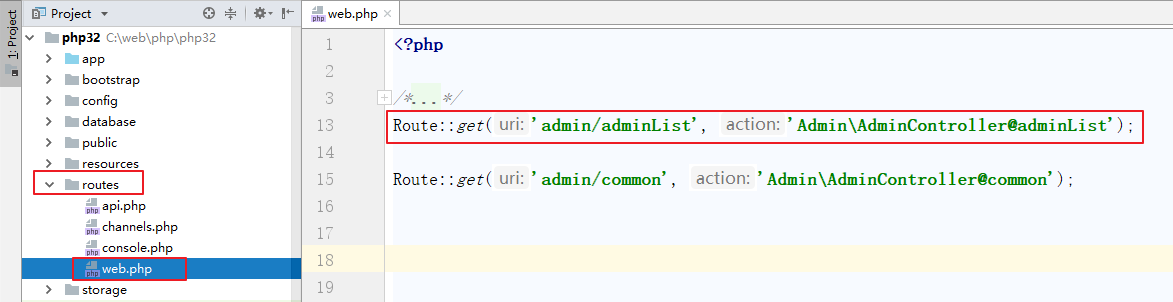 1: Project
Project
php32 C:\web\php\php32
app
bootstrap
config
database
public
resources
routes
api.php
channels.php
console.php
web.php
storage
web.php
1 <?php
2
3 /*...*/
13 Route::get( uri: 'admin/adminList', action: 'Admin\AdminController@adminList');
14
15 Route::get( uri: 'admin/common', action: 'Admin\AdminController@common');
16
17
18
19